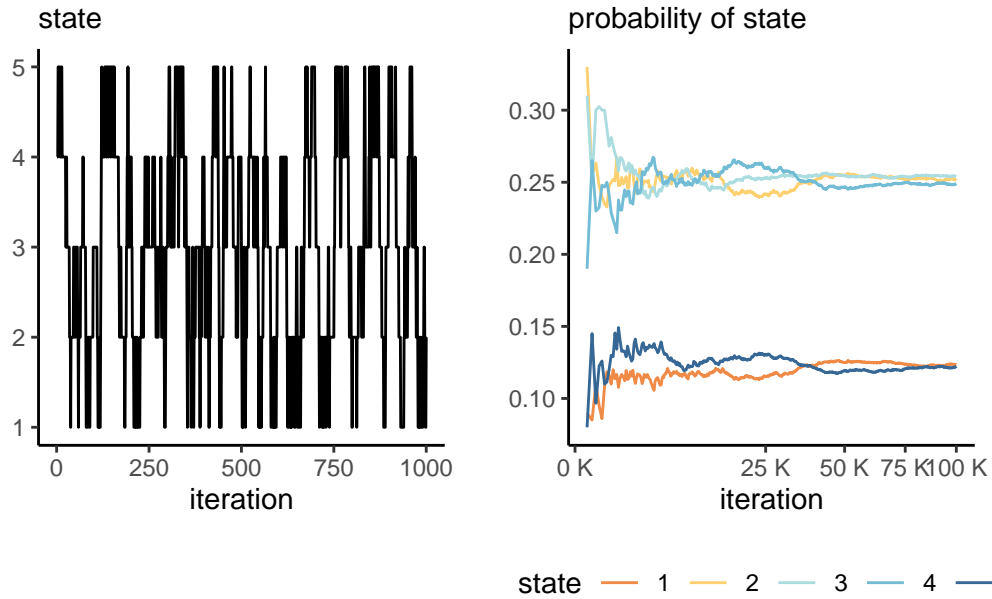 state
5
4
3
2
1
0 250 500 750 1000
iteration
probability of state
0.30
0.25
0.20
0.15
0.10
0 K 25 K 50 K 75 K 100 K
iteration
state 1 2 3 4